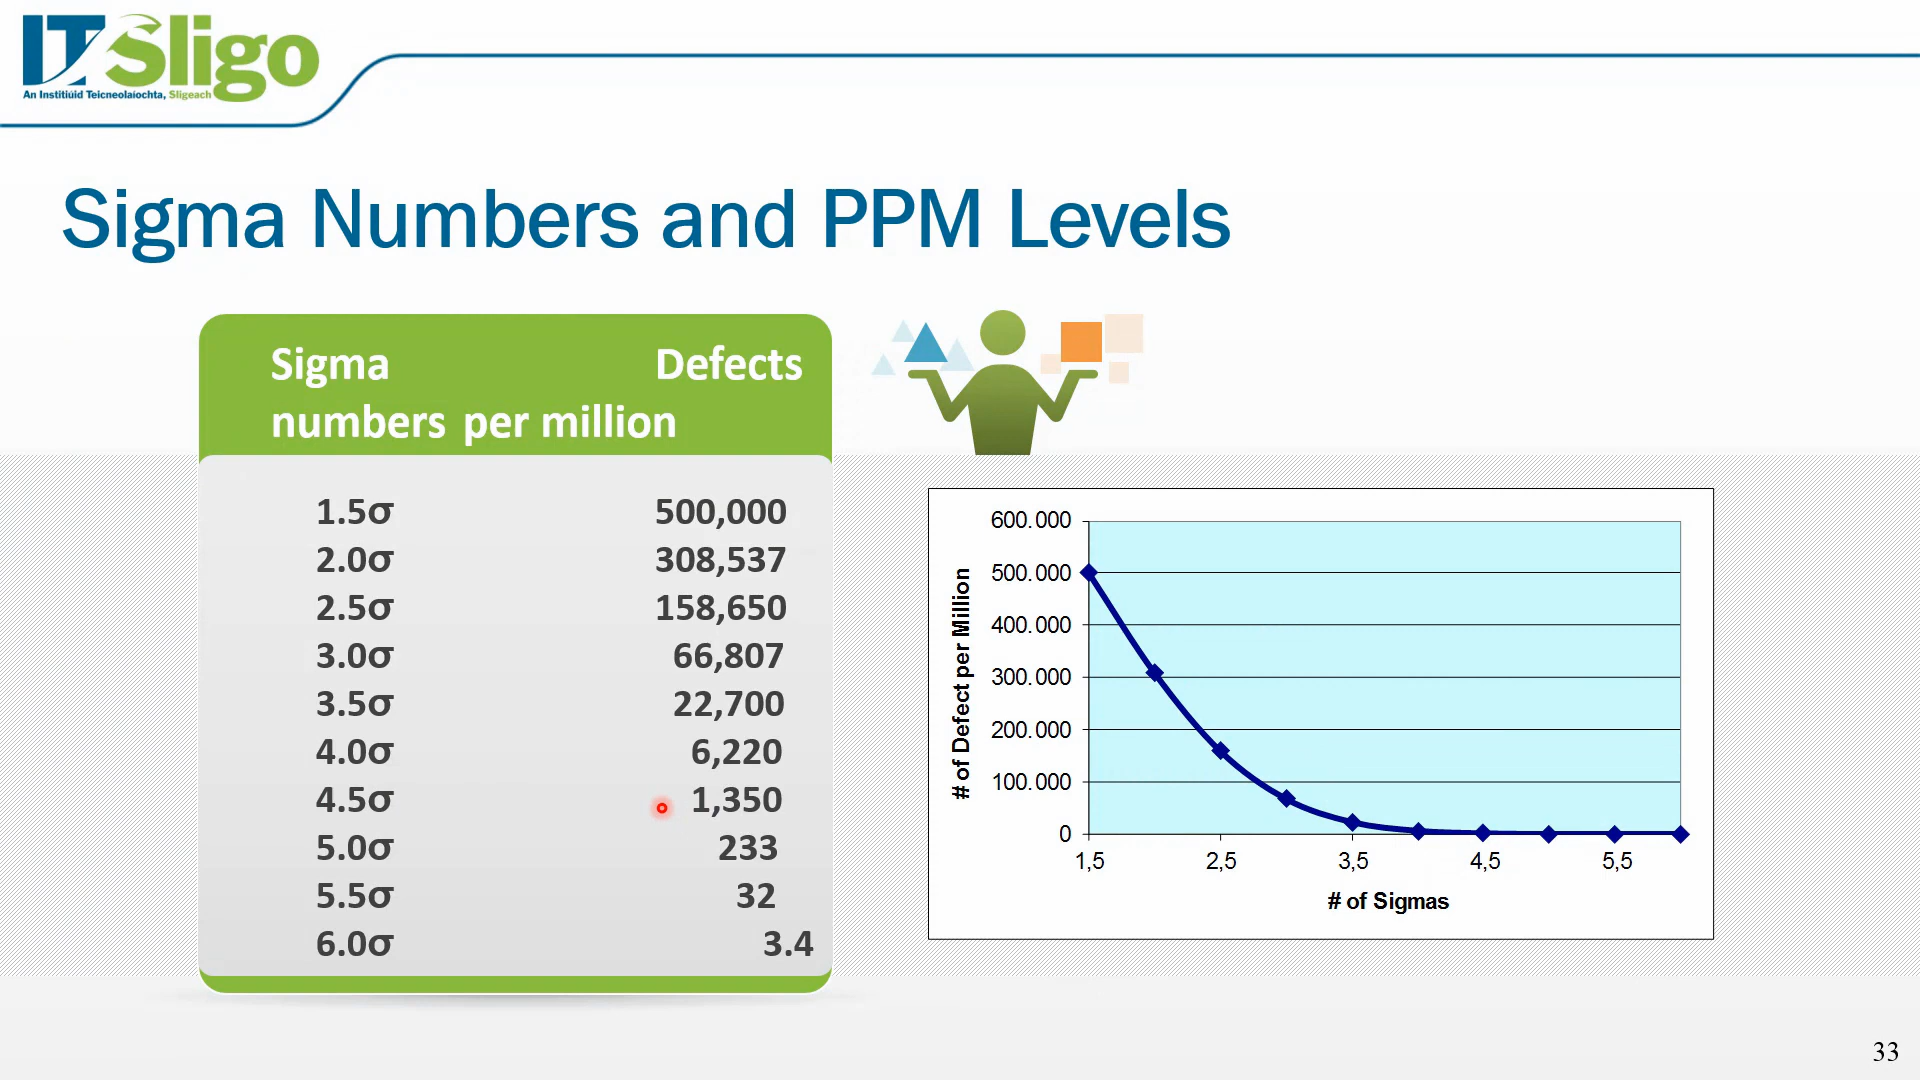 ITSligo
An Institiúid Teicneolaíochta, Sligeach
Sigma Numbers and PPM Levels
Sigma Defects
numbers per million
1.5σ 500,000
2.0σ 308,537
2.5σ 158,650
3.0σ 66,807
3.5σ 22,700
4.0σ 6,220
4.5σ 1,350
5.0σ 233
5.5σ 32
6.0σ 3.4
# of Defect per Million
600.000
500.000
400.000
300.000
200.000
100.000
0
1,5 2,5 3,5 4,5 5,5
# of Sigmas
33